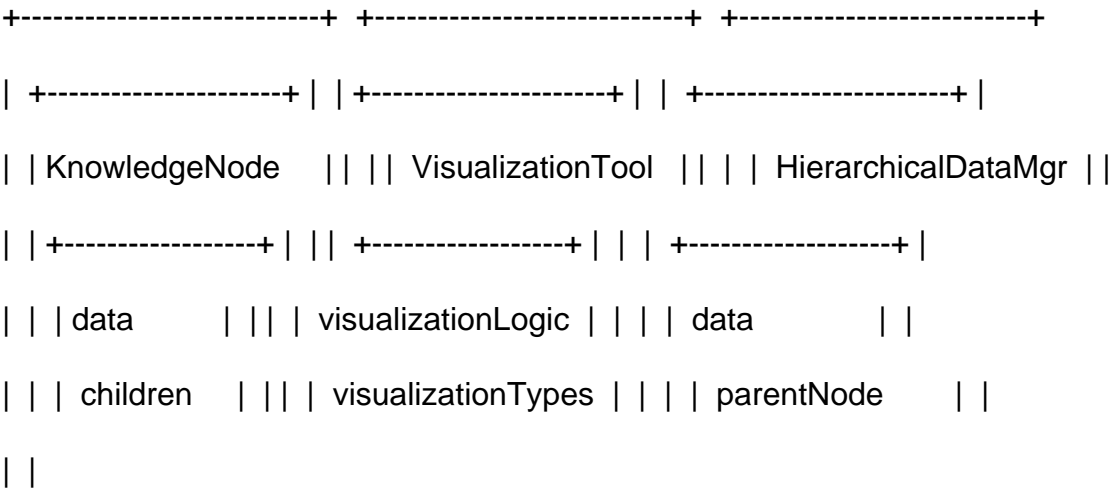 +---------------------------+ +-----------------------------+ +---------------------------+
| +----------------------+ | | +----------------------+ | | +-----------------------+ |
| | KnowledgeNode | | | | VisualizationTool | | | | HierarchicalDataMgr | |
| | +-----------------+ | | | +------------------+ | | | +-------------------+ |
| | | data | | | | | visualizationLogic | | | | data | |
| | | children | | | | | visualizationTypes | | | | parentNode | |
| |